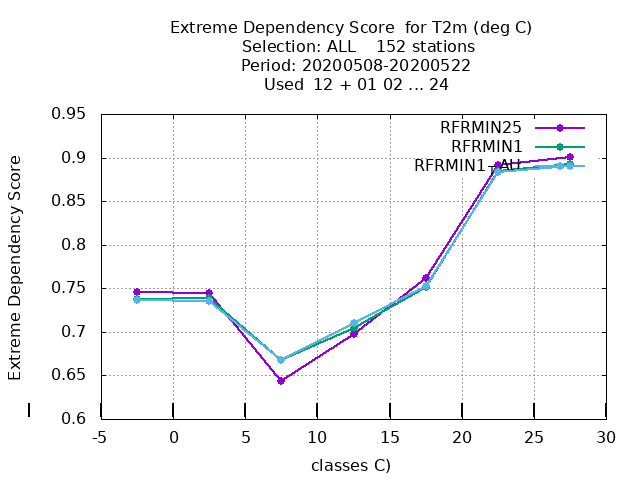 Extreme Dependency Score for T2m (deg C)
Selection: ALL 152 stations
Period: 20200508-20200522
Used 12 + 01 02 ... 24
RFRMIN25
RFRMIN1
0.95
0.9
0.85
0.8
0.75
0.7
0.65
0.6
Extreme Dependency Score
-5
0
5
10
15
20
25
30
classes C)